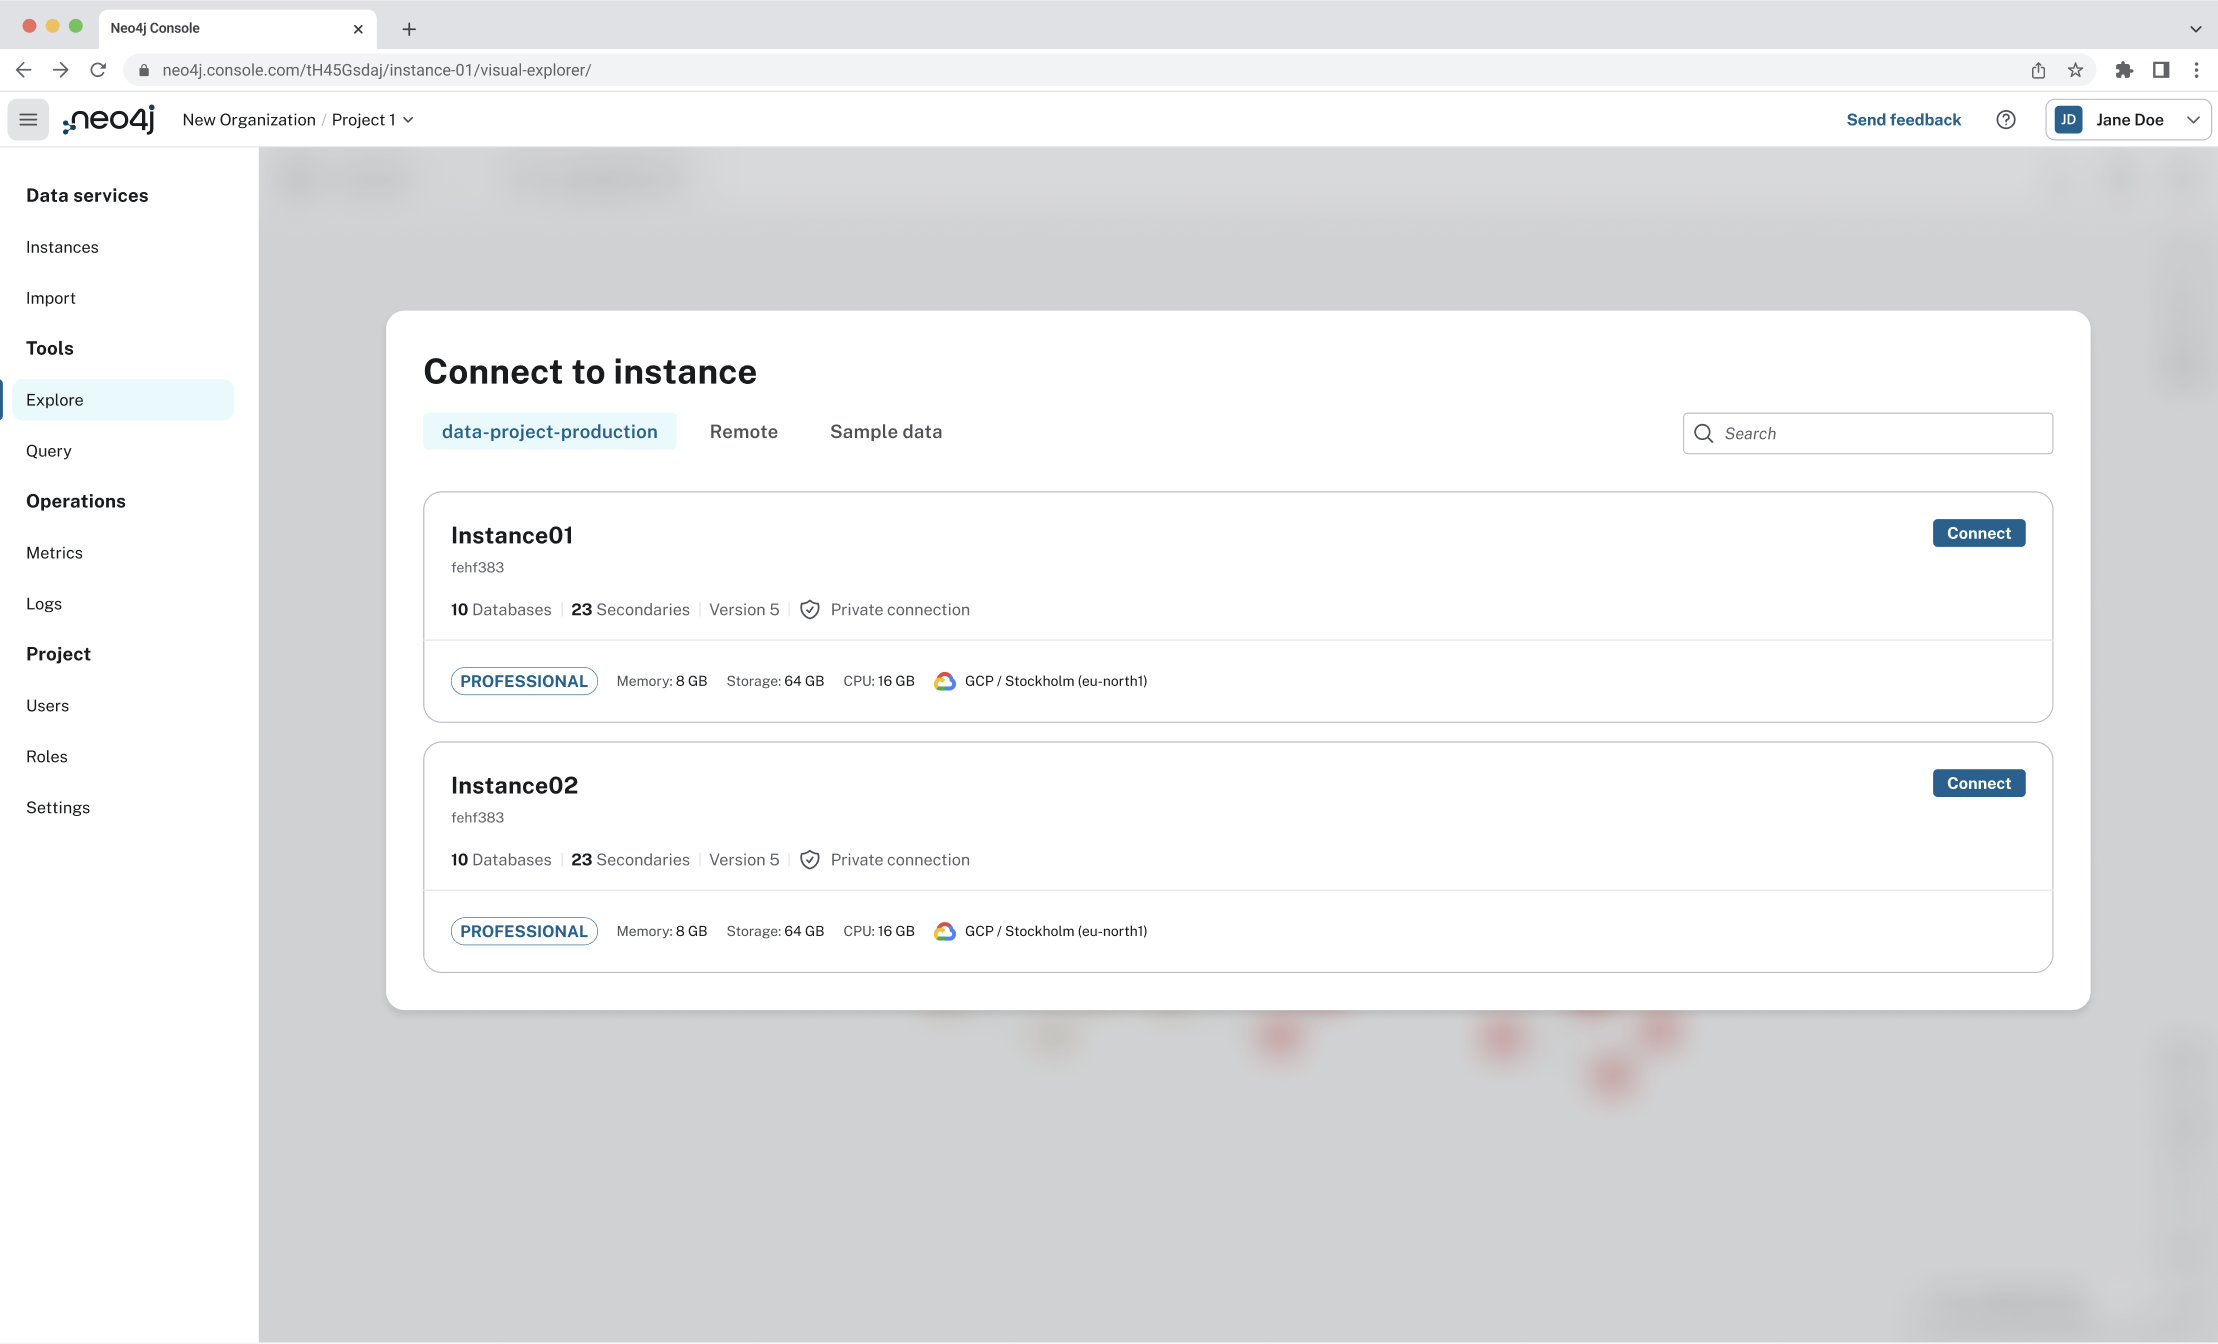 Neo4j Console
neo4j.console.com/tH45Gsdaj/instance-01/visual-explorer/
neo4j
New Organization / Project 1
Send feedback
JD Jane Doe
Data services
Instances
Import
Tools
Explore
Query
Operations
Metrics
Logs
Project
Users
Roles
Settings
Connect to instance
data-project-production Remote Sample data
Search
Instance01
Connect
fehf383
10 Databases 23 Secondaries Version 5 Private connection
PROFESSIONAL Memory: 8 GB Storage: 64 GB CPU: 16 GB GCP / Stockholm (eu-north1)
Instance02
Connect
fehf383
10 Databases 23 Secondaries Version 5 Private connection
PROFESSIONAL Memory: 8 GB Storage: 64 GB CPU: 16 GB GCP / Stockholm (eu-north1)